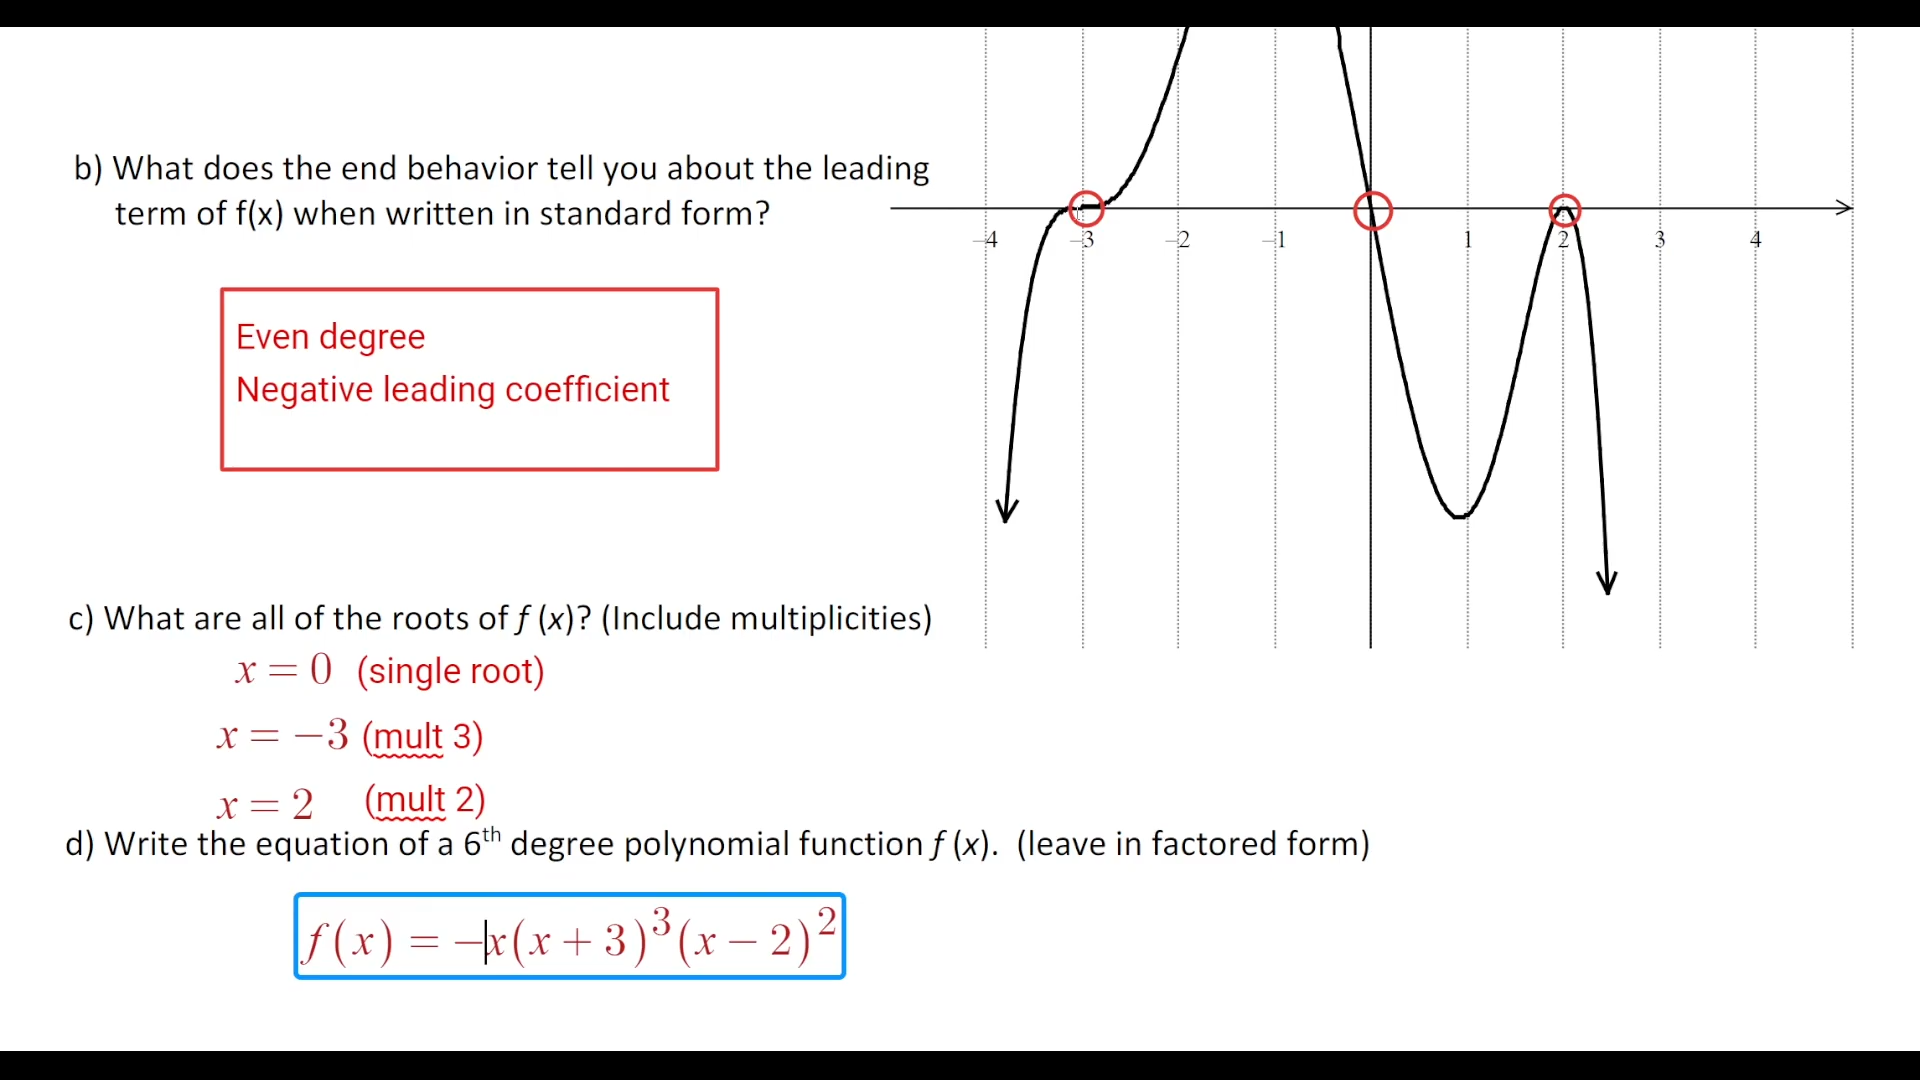 b) What does the end behavior tell you about the leading
term of f(x) when written in standard form?
Even degree
Negative leading coefficient
–4 –3 –2 –1 1 2 3 4
c) What are all of the roots of f (x)? (Include multiplicities)
x = 0 (single root)
x = −3 (mult 3)
x = 2 (mult 2)
d) Write the equation of a 6th degree polynomial function f (x). (leave in factored form)
f(x) = −x(x + 3)³(x − 2)²